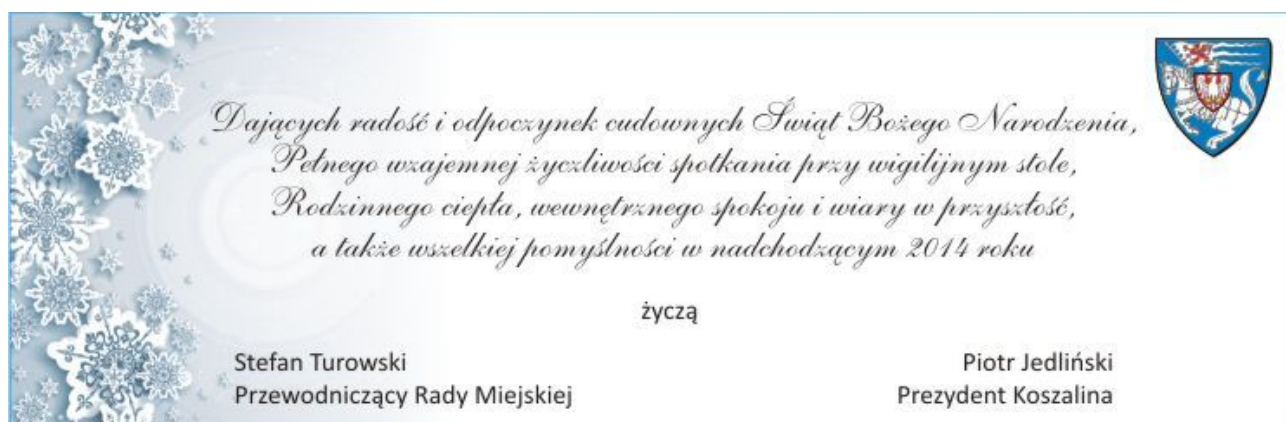 Dających radość i odpoczynek cudownych Świąt Bożego Narodzenia,
Pełnego wzajemnej życzliwości spotkania przy wigilijnym stole,
Rodzinnego ciepła, wewnętrznego spokoju i wiary w przyszłość,
a także wszelkiej pomyślności w nadchodzącym 2014 roku
życzą
Stefan Turowski
Przewodniczący Rady Miejskiej
Piotr Jedliński
Prezydent Koszalina